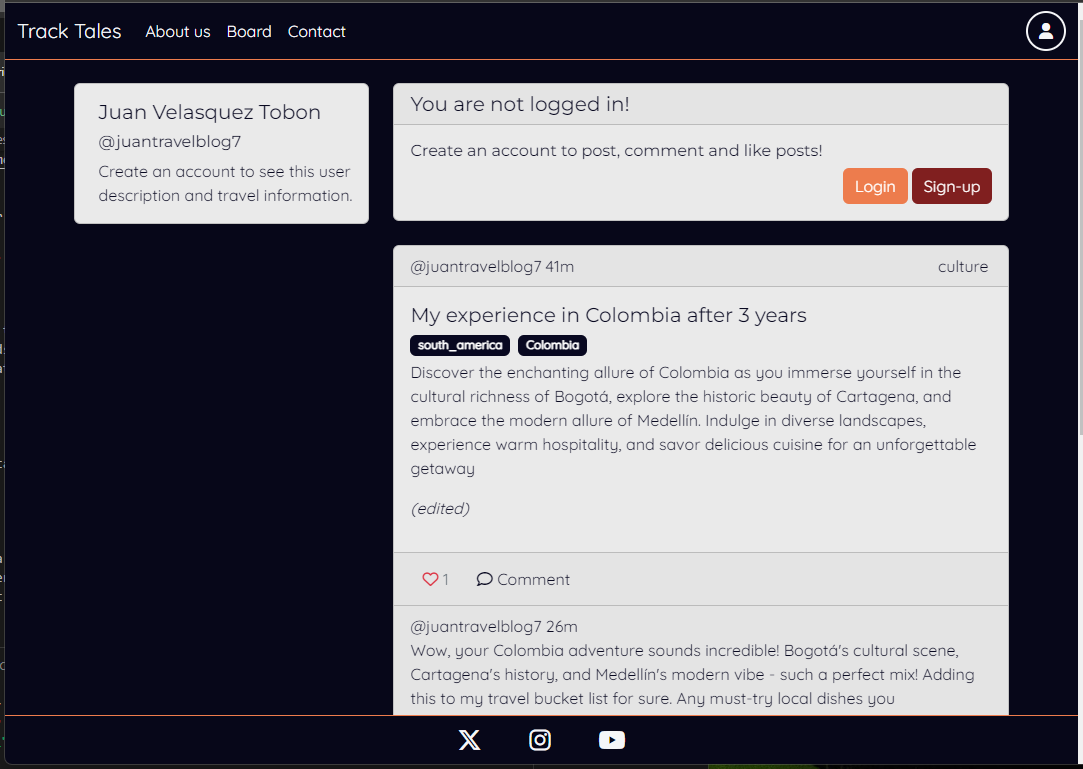 Track Tales About us Board Contact
Juan Velasquez Tobon
@juantravelblog7
Create an account to see this user
description and travel information.
You are not logged in!
Create an account to post, comment and like posts!
Login Sign-up
@juantravelblog7 41m culture
My experience in Colombia after 3 years
south_america Colombia
Discover the enchanting allure of Colombia as you immerse yourself in the
cultural richness of Bogotá, explore the historic beauty of Cartagena, and
embrace the modern allure of Medellín. Indulge in diverse landscapes,
experience warm hospitality, and savor delicious cuisine for an unforgettable
getaway
(edited)
1 Comment
@juantravelblog7 26m
Wow, your Colombia adventure sounds incredible! Bogotá's cultural scene,
Cartagena's history, and Medellín's modern vibe - such a perfect mix! Adding
this to my travel bucket list for sure. Any must-try local dishes you